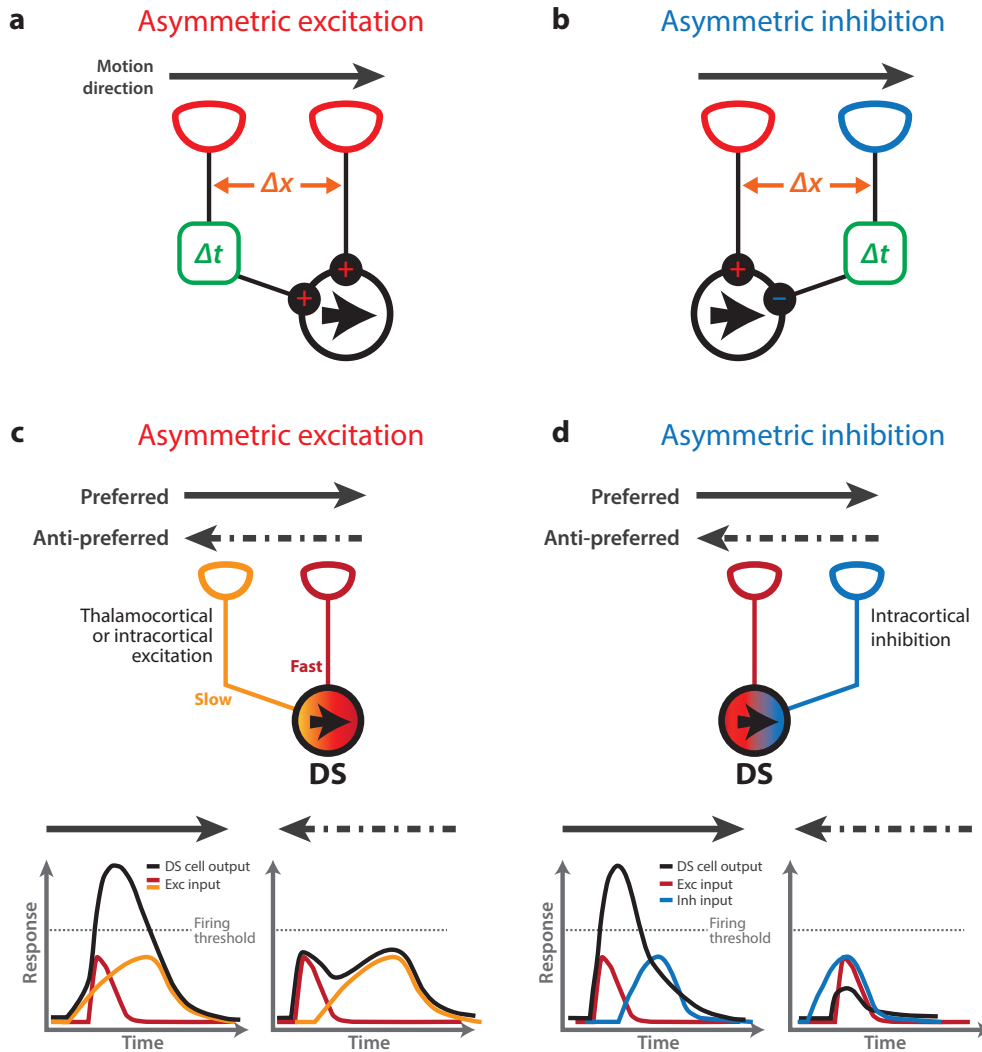 a
Asymmetric excitation
Motion
direction
Δx
Δt
+
+
b
Asymmetric inhibition
Δx
Δt
+
−
c
Asymmetric excitation
Preferred
Anti-preferred
Thalamocortical
or intracortical
excitation
Fast
Slow
DS
DS cell output
Exc input
Firing
threshold
Response
Time
Time
d
Asymmetric inhibition
Preferred
Anti-preferred
Intracortical
inhibition
DS
DS cell output
Exc input
Inh input
Firing
threshold
Response
Time
Time